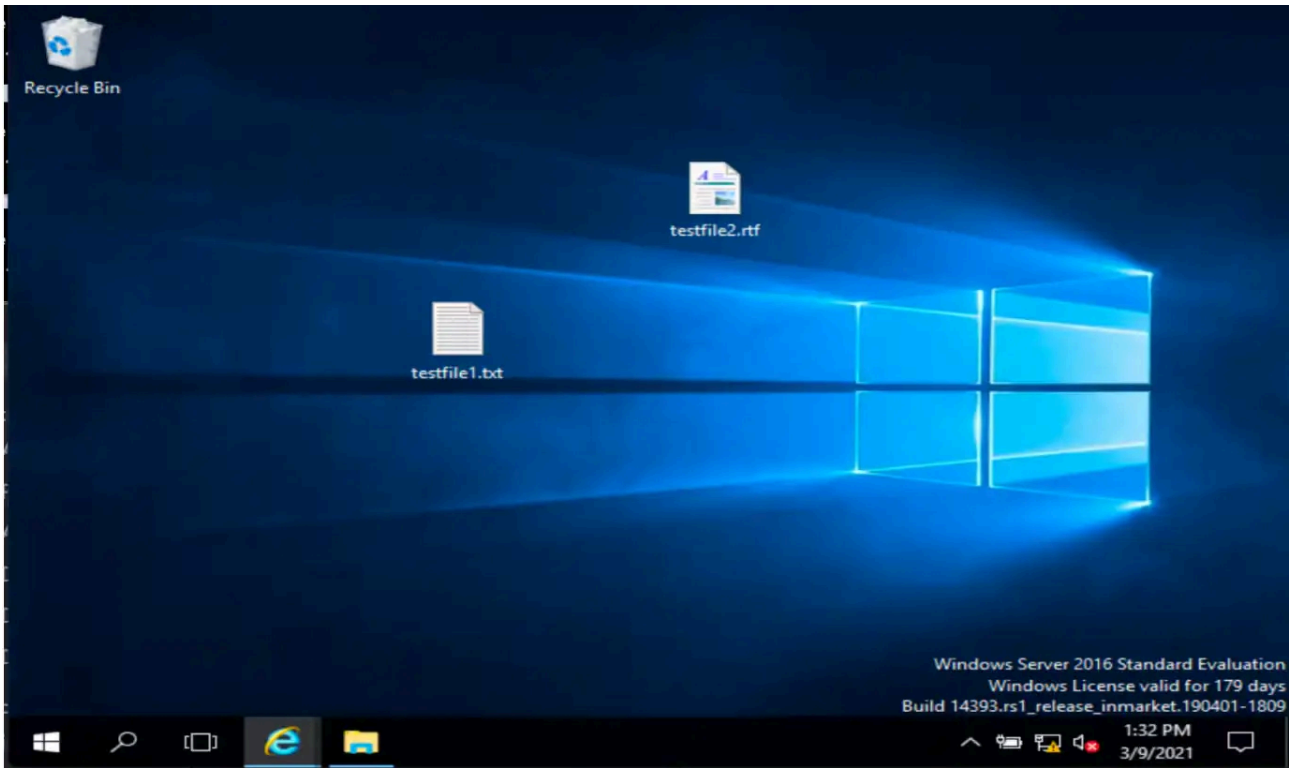 Recycle Bin
testfile2.rtf
testfile1.txt
Windows Server 2016 Standard Evaluation
Windows License valid for 179 days
Build 14393.rs1_release_inmarket.190401-1809
1:32 PM
3/9/2021